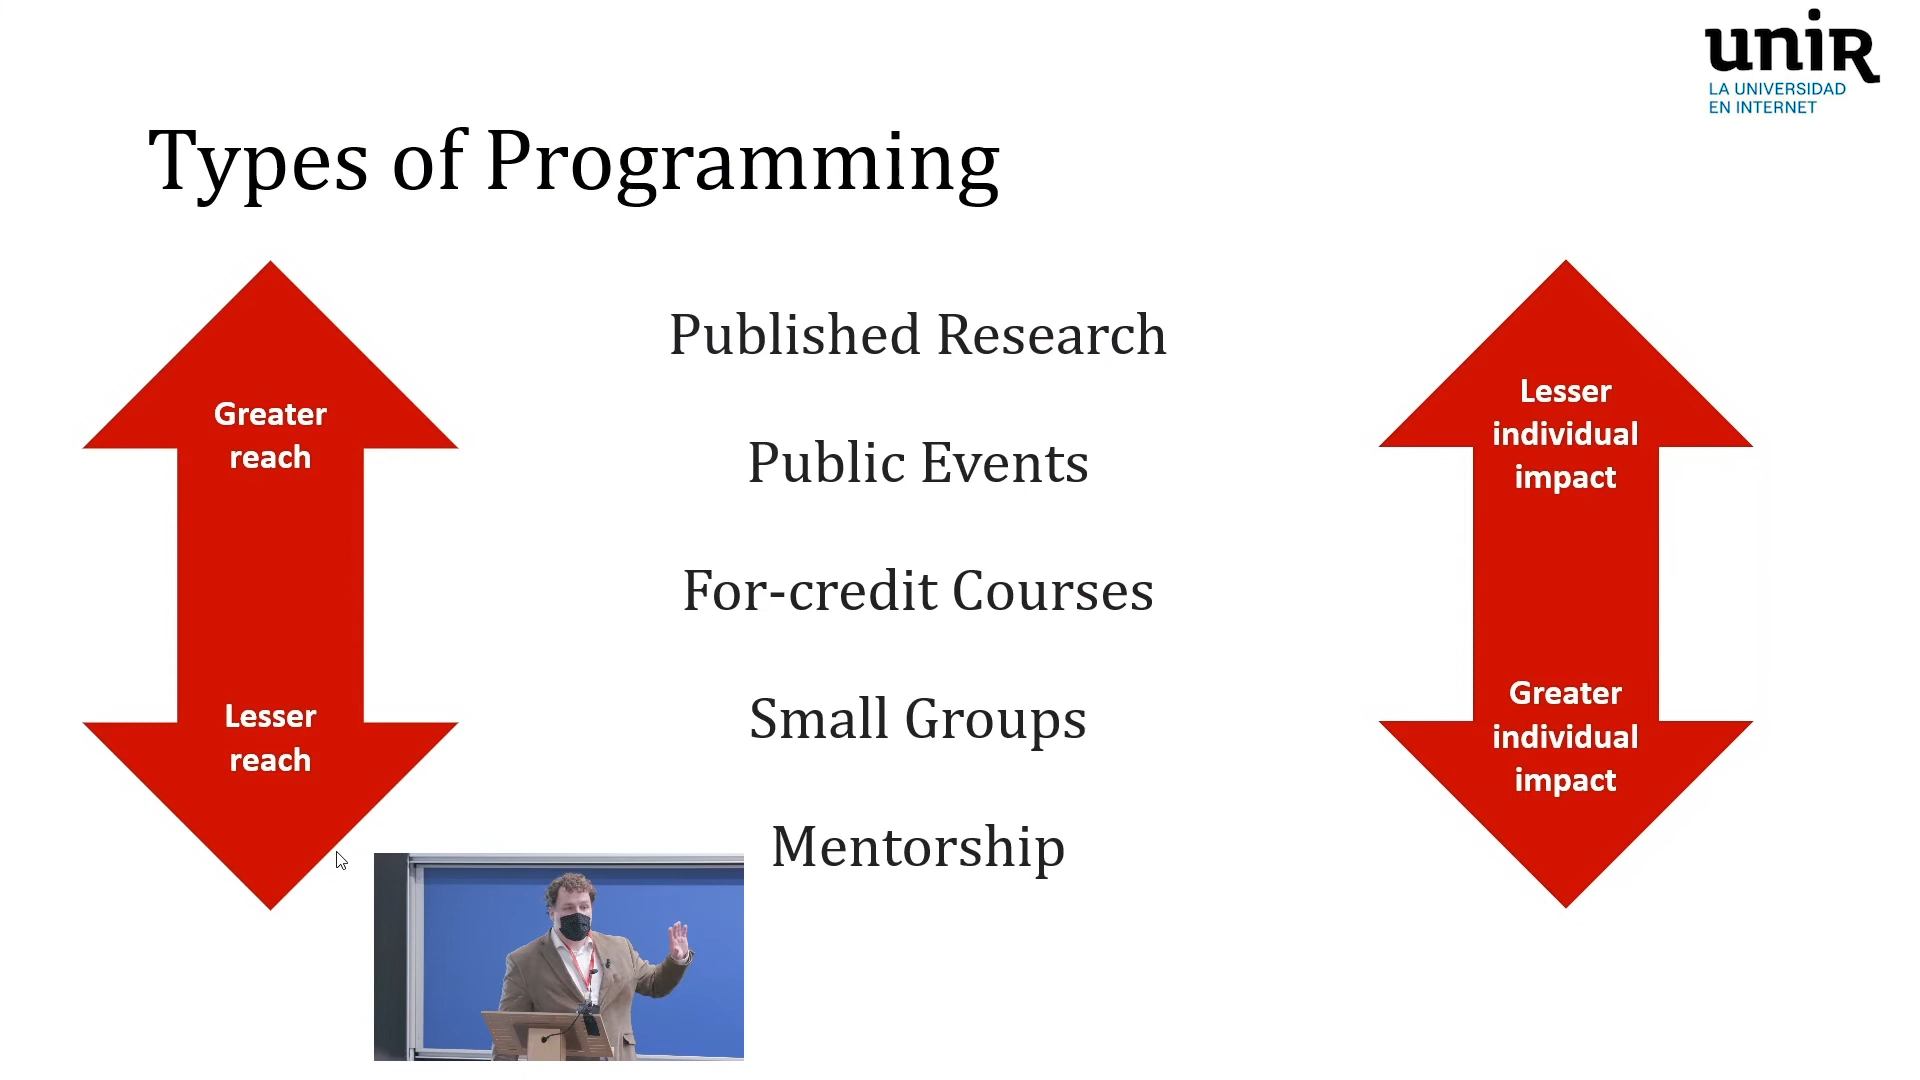 unir
LA UNIVERSIDAD
EN INTERNET
Types of Programming
Greater
reach
Lesser
reach
Published Research
Public Events
For-credit Courses
Small Groups
Mentorship
Lesser
individual
impact
Greater
individual
impact